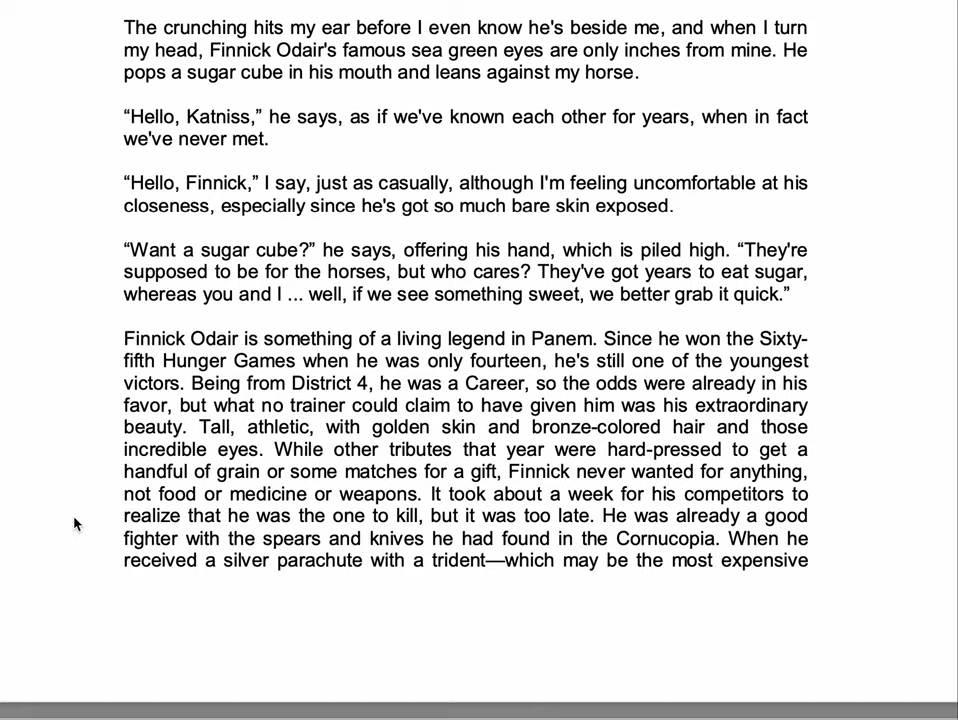 The crunching hits my ear before I even know he's beside me, and when I turn
my head, Finnick Odair's famous sea green eyes are only inches from mine. He
pops a sugar cube in his mouth and leans against my horse.
“Hello, Katniss,” he says, as if we've known each other for years, when in fact
we've never met.
“Hello, Finnick,” I say, just as casually, although I'm feeling uncomfortable at his
closeness, especially since he's got so much bare skin exposed.
“Want a sugar cube?” he says, offering his hand, which is piled high. “They're
supposed to be for the horses, but who cares? They've got years to eat sugar,
whereas you and I ... well, if we see something sweet, we better grab it quick.”
Finnick Odair is something of a living legend in Panem. Since he won the Sixty-
fifth Hunger Games when he was only fourteen, he's still one of the youngest
victors. Being from District 4, he was a Career, so the odds were already in his
favor, but what no trainer could claim to have given him was his extraordinary
beauty. Tall, athletic, with golden skin and bronze-colored hair and those
incredible eyes. While other tributes that year were hard-pressed to get a
handful of grain or some matches for a gift, Finnick never wanted for anything,
not food or medicine or weapons. It took about a week for his competitors to
realize that he was the one to kill, but it was too late. He was already a good
fighter with the spears and knives he had found in the Cornucopia. When he
received a silver parachute with a trident—which may be the most expensive